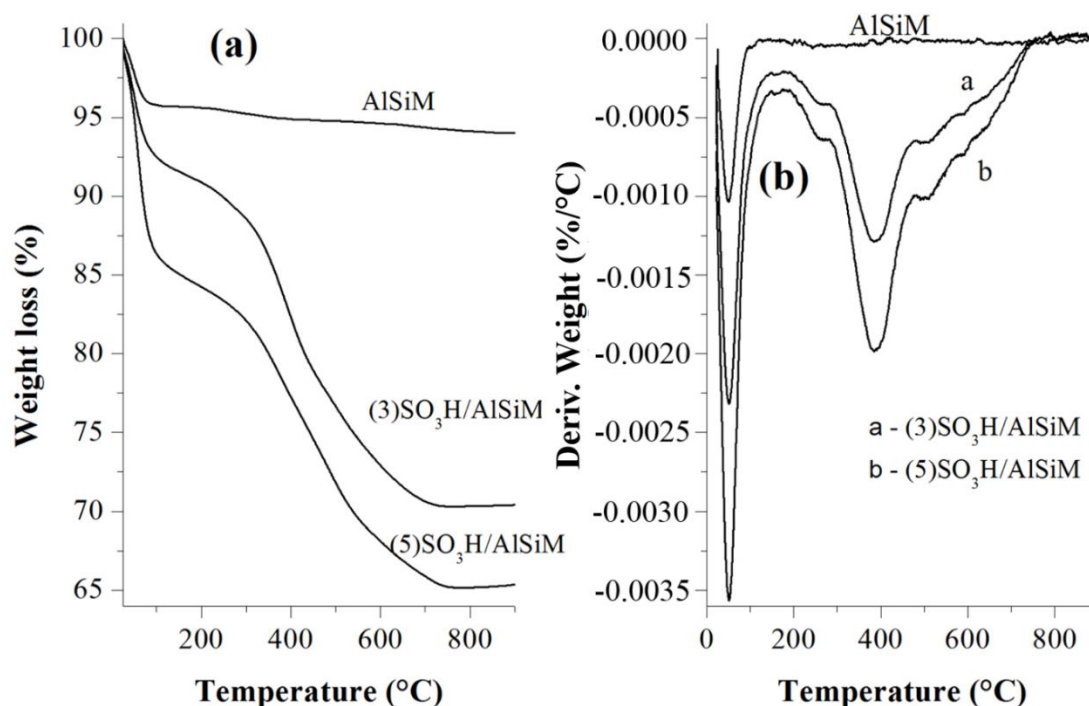 (a)
AlSiM
(3)SO3H/AlSiM
(5)SO3H/AlSiM
100
95
90
85
80
75
70
65
Weight loss (%)
200
400
600
800
Temperature (°C)
AlSiM
a
b
(b)
a - (3)SO3H/AlSiM
b - (5)SO3H/AlSiM
0.0000
-0.0005
-0.0010
-0.0015
-0.0020
-0.0025
-0.0030
-0.0035
Deriv. Weight (%/°C)
0
200
400
600
800
Temperature (°C)